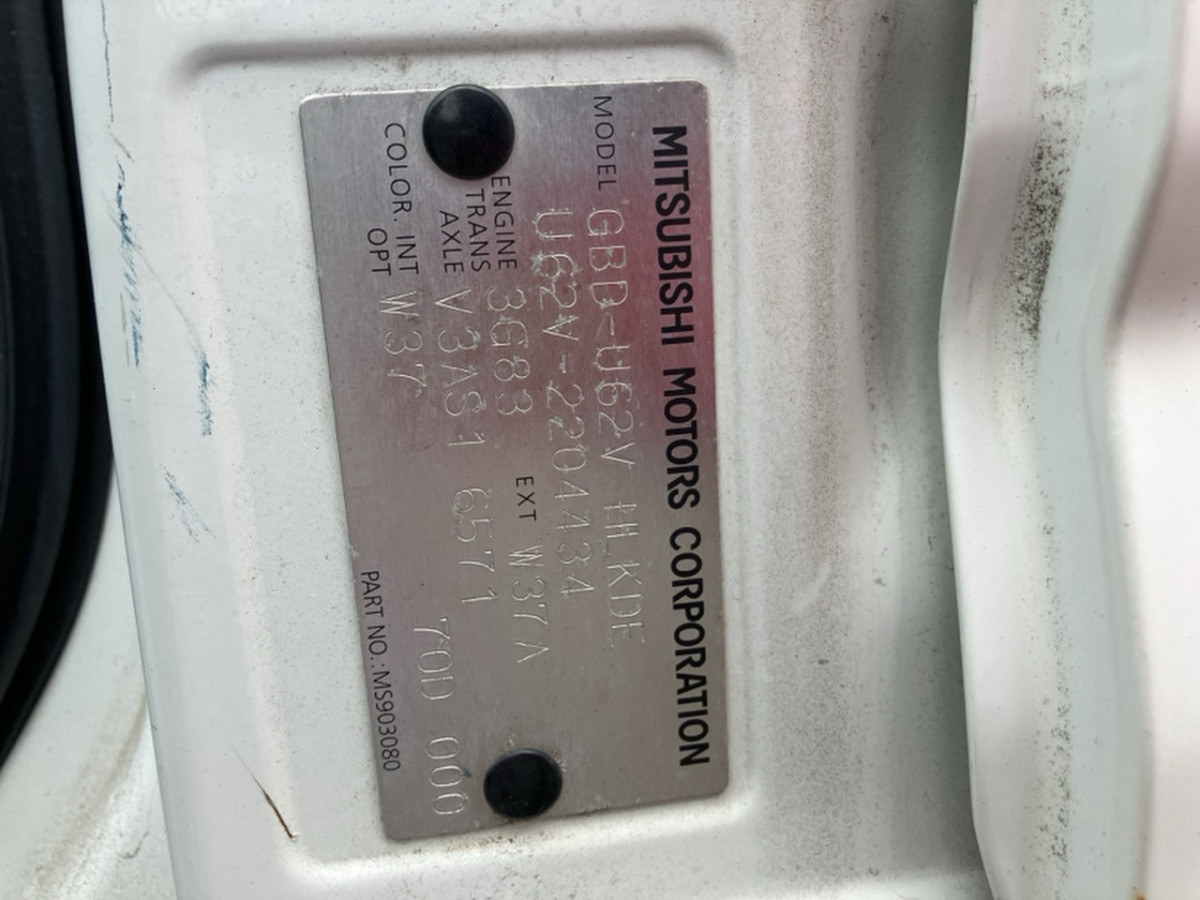 MITSUBISHI MOTORS CORPORATION
MODEL GBD-U62V HLKDE
U62V-2204434
ENGINE 3G83 EXT W37A
TRANS AXLE V3AS1 6571
COLOR. INT OPT W37 70D 000
PART NO.:MS903080